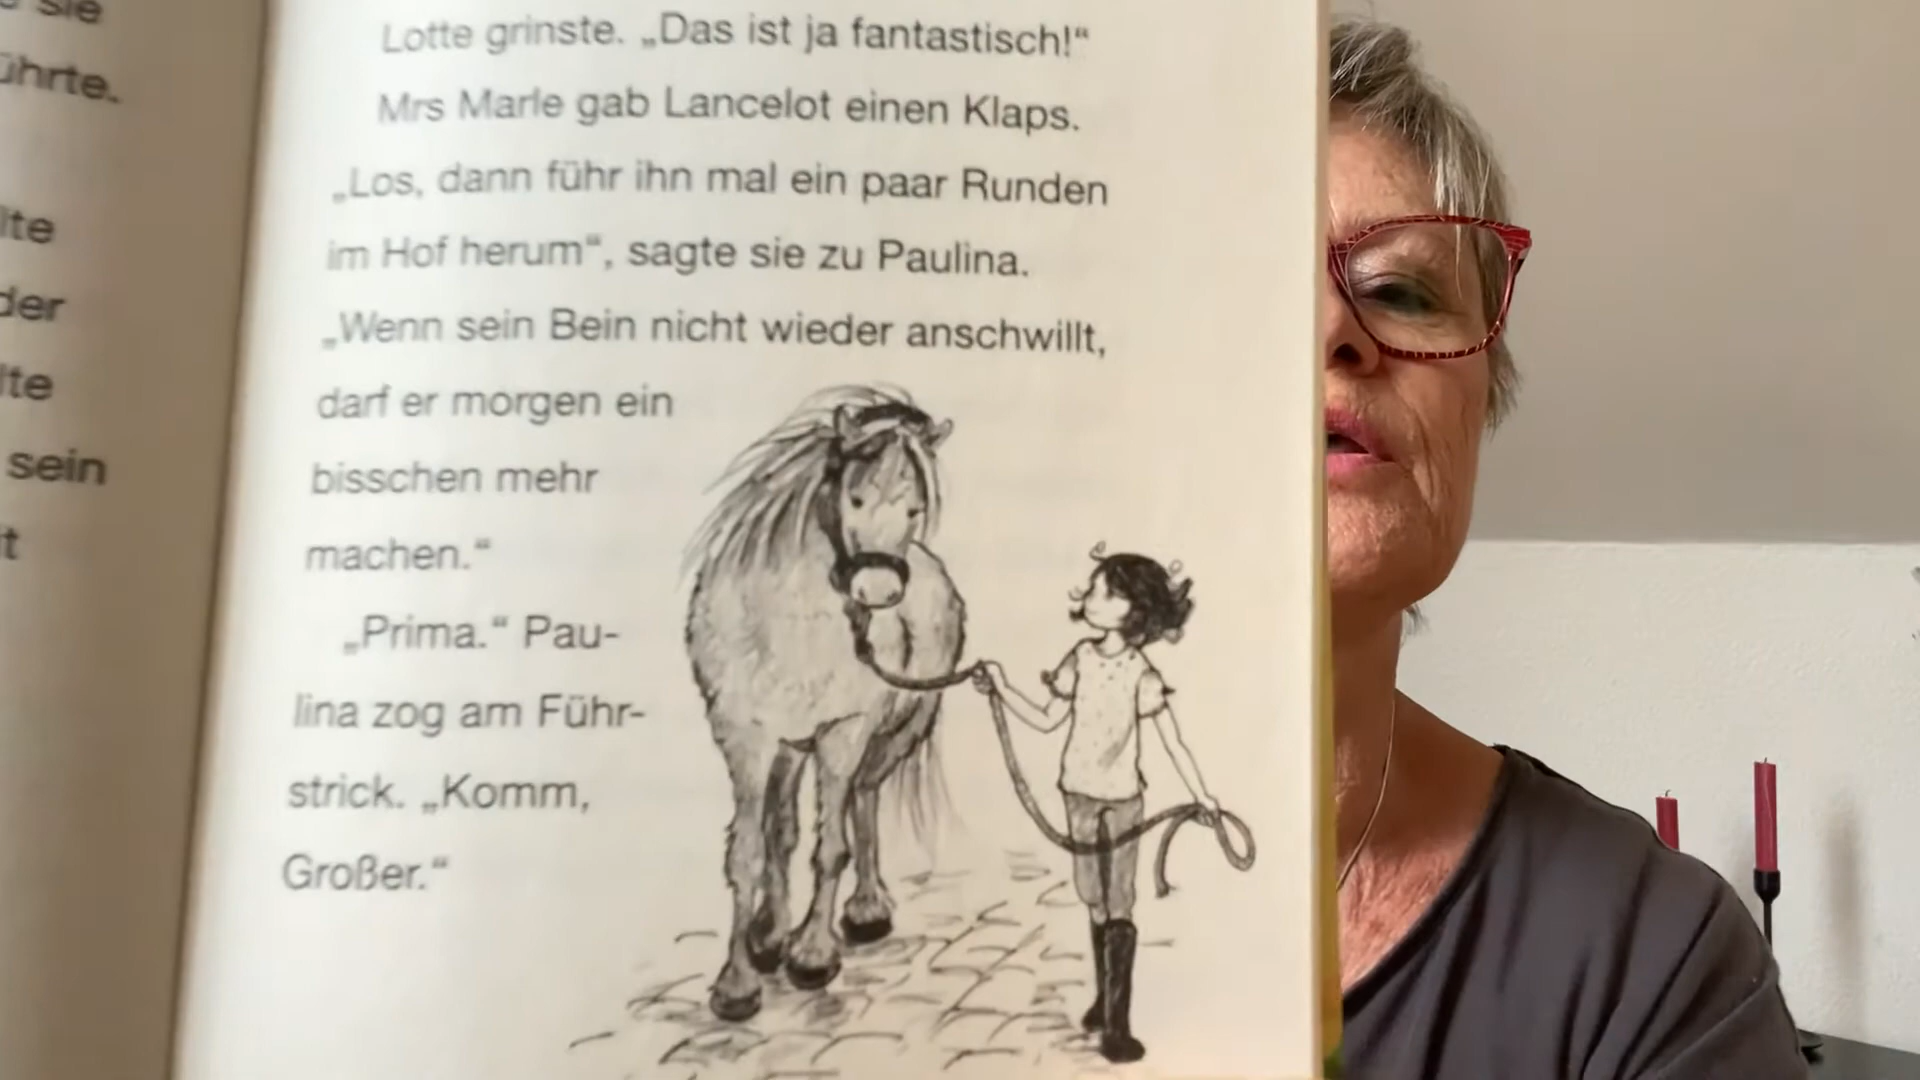 sie
ührte.
lte
der
lte
sein
t
Lotte grinste. „Das ist ja fantastisch!“
Mrs Marle gab Lancelot einen Klaps.
„Los, dann führ ihn mal ein paar Runden
im Hof herum“, sagte sie zu Paulina.
„Wenn sein Bein nicht wieder anschwillt,
darf er morgen ein
bisschen mehr
machen.“
„Prima.“ Pau-
lina zog am Führ-
strick. „Komm,
Großer.“